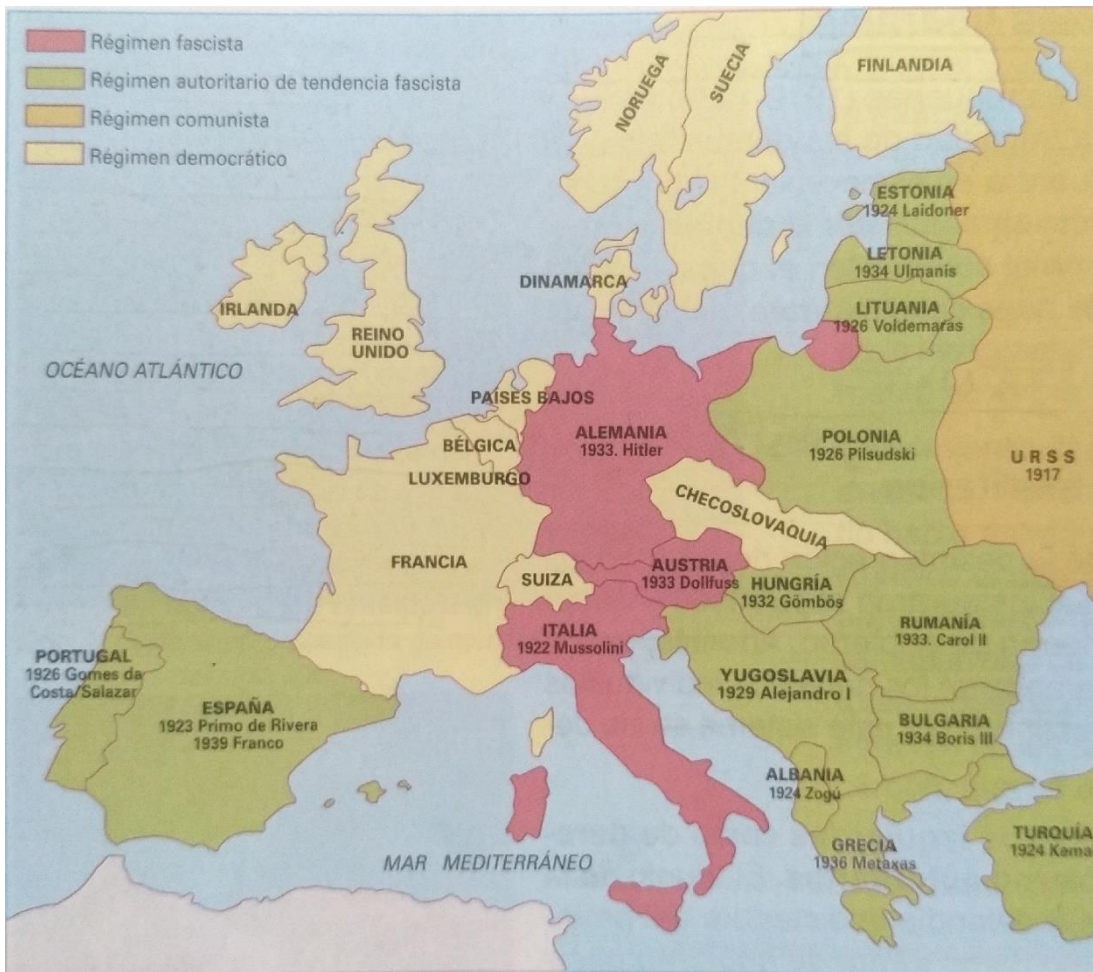 Régimen fascista
Régimen autoritario de tendencia fascista
Régimen comunista
Régimen democrático
NORUEGA
SUECIA
FINLANDIA
ESTONIA
1924 Laidoner
LETONIA
1934 Ulmanis
LITUANIA
1926 Voldemaras
DINAMARCA
IRLANDA
REINO
UNIDO
OCÉANO ATLÁNTICO
PAÍSES BAJOS
BÉLGICA
LUXEMBURGO
ALEMANIA
1933. Hitler
POLONIA
1926 Pilsudski
URSS
1917
CHECOSLOVAQUIA
FRANCIA
SUIZA
AUSTRIA
1933 Dollfuss
HUNGRÍA
1932 Gömbös
RUMANÍA
1933. Carol II
ITALIA
1922 Mussolini
PORTUGAL
1926 Gomes da
Costa/Salazar
ESPAÑA
1923 Primo de Rivera
1939 Franco
YUGOSLAVIA
1929 Alejandro I
BULGARIA
1934 Boris III
ALBANIA
1924 Zogú
GRECIA
1936 Metaxas
TURQUÍA
1924 Kema
MAR MEDITERRÁNEO